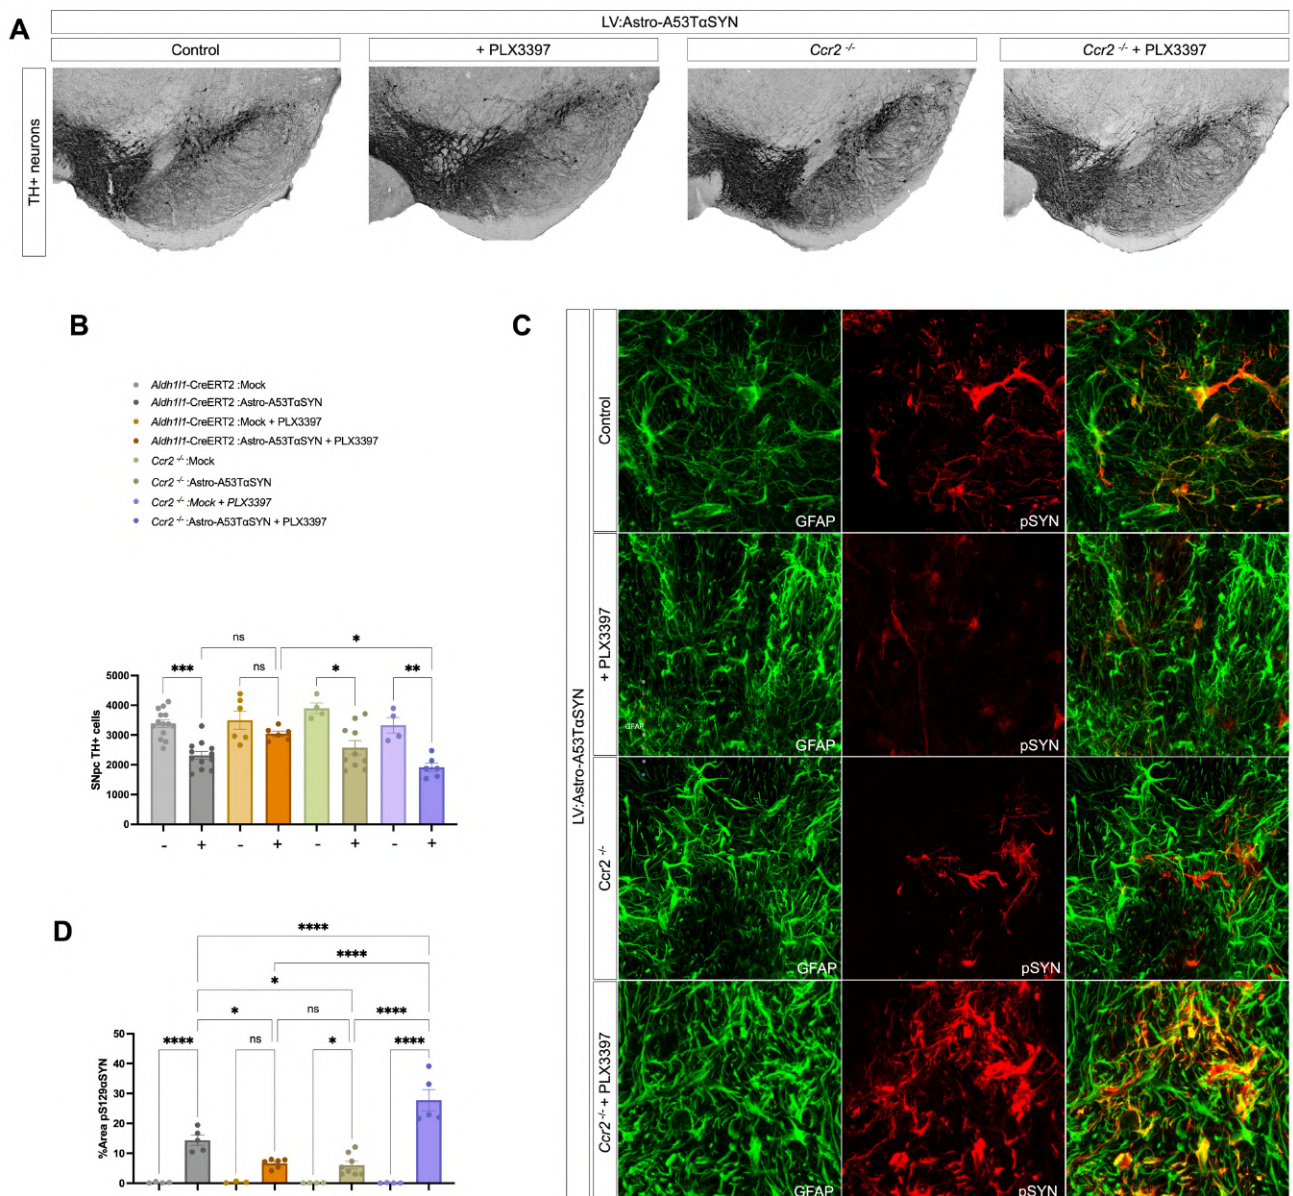 A
LV:Astro-A53TαSYN
Control
+ PLX3397
Ccr2 -/-
Ccr2 -/- + PLX3397
TH+ neurons
B
Aldh1l1-CreERT2 :Mock
Aldh1l1-CreERT2 :Astro-A53TαSYN
Aldh1l1-CreERT2 :Mock + PLX3397
Aldh1l1-CreERT2 :Astro-A53TαSYN + PLX3397
Ccr2 -/- :Mock
Ccr2 -/- :Astro-A53TαSYN
Ccr2 -/- :Mock + PLX3397
Ccr2 -/- :Astro-A53TαSYN + PLX3397
ns
*
***
ns
*
**
SNpc TH+ cells
5000
4000
3000
2000
1000
0
- + - + - + - +
C
LV:Astro-A53TαSYN
Control
GFAP
pSYN
+ PLX3397
GFAP
pSYN
Ccr2 -/-
GFAP
pSYN
Ccr2 -/- + PLX3397
GFAP
pSYN
D
****
****
*
*
ns
****
****
ns
*
****
%Area pS129αSYN
50
40
30
20
10
0